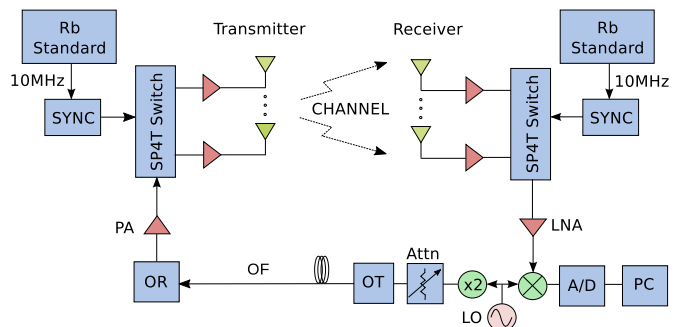 Rb
Standard
Transmitter
Receiver
Rb
Standard
10MHz
10MHz
SYNC
SP4T Switch
CHANNEL
SP4T Switch
SYNC
PA
LNA
Attn
OR
OF
OT
x2
A/D
PC
LO